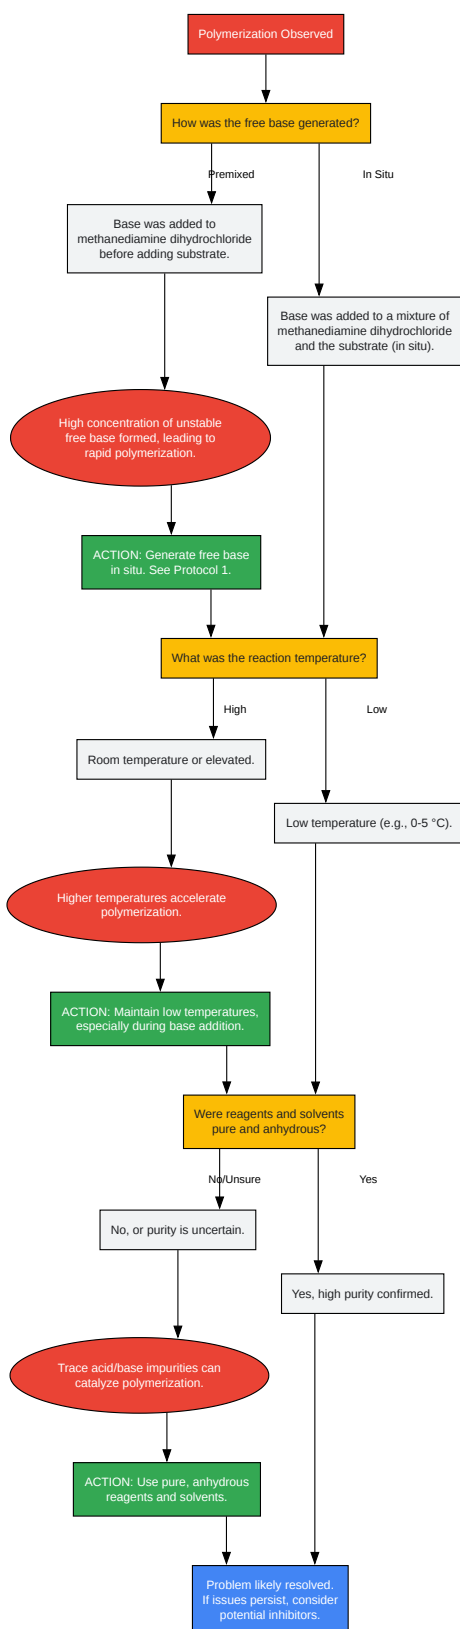 Polymerization Observed
How was the free base generated?
Premixed
In Situ
Base was added to
methanediamine dihydrochloride
before adding substrate.
Base was added to a mixture of
methanediamine dihydrochloride
and the substrate (in situ).
High concentration of unstable
free base formed, leading to
rapid polymerization.
ACTION: Generate free base
in situ. See Protocol 1.
What was the reaction temperature?
High
Low
Room temperature or elevated.
Low temperature (e.g., 0-5 °C).
Higher temperatures accelerate
polymerization.
ACTION: Maintain low temperatures,
especially during base addition.
Were reagents and solvents
pure and anhydrous?
No/Unsure
Yes
No, or purity is uncertain.
Yes, high purity confirmed.
Trace acid/base impurities can
catalyze polymerization.
ACTION: Use pure, anhydrous
reagents and solvents.
Problem likely resolved.
If issues persist, consider
potential inhibitors.